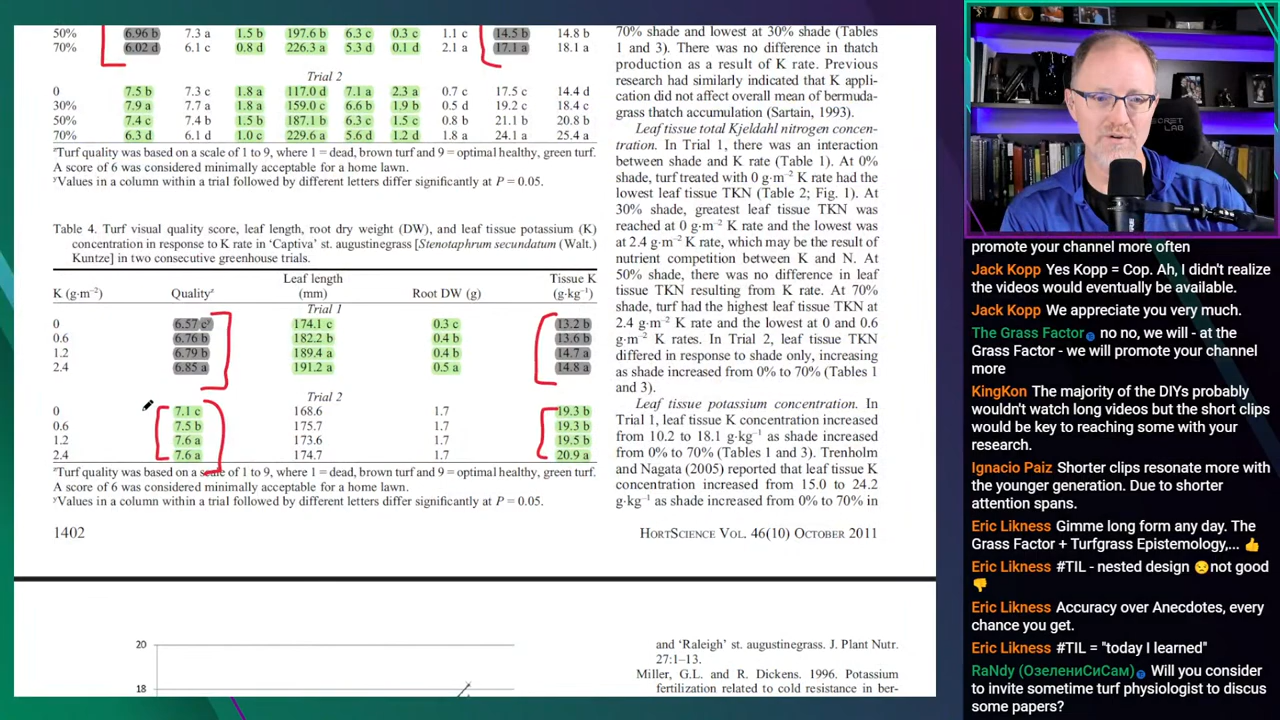 50% 6.96 b 7.3 a 1.5 b 197.6 b 6.3 c 0.3 c 1.1 c 14.5 b 14.8 b
70% 6.02 d 6.1 c 0.8 d 226.3 a 5.3 d 0.1 d 2.1 a 17.1 a 18.1 a
Trial 2
0 7.5 b 7.3 c 1.8 a 117.0 d 7.1 a 2.3 a 0.7 c 17.5 c 14.4 d
30% 7.9 a 7.7 a 1.8 a 159.0 c 6.6 b 1.9 b 0.5 d 19.2 c 18.4 c
50% 7.4 c 7.4 b 1.5 b 187.1 b 6.3 c 1.5 c 0.8 b 21.1 b 20.8 b
70% 6.3 d 6.1 d 1.0 c 229.6 a 5.6 d 1.2 d 1.8 a 24.1 a 25.4 a
ᶻTurf quality was based on a scale of 1 to 9, where 1 = dead, brown turf and 9 = optimal healthy, green turf.
A score of 6 was considered minimally acceptable for a home lawn.
ʸValues in a column within a trial followed by different letters differ significantly at P = 0.05.
Table 4. Turf visual quality score, leaf length, root dry weight (DW), and leaf tissue potassium (K)
concentration in response to K rate in ‘Captiva’ st. augustinegrass [Stenotaphrum secundatum (Walt.)
Kuntze] in two consecutive greenhouse trials.
K (g·m⁻²) Qualityᶻ Leaf length (mm) Root DW (g) Tissue K (g·kg⁻¹)
Trial 1
0 6.57 cʸ 174.1 c 0.3 c 13.2 b
0.6 6.76 b 182.2 b 0.4 b 13.6 b
1.2 6.79 b 189.4 a 0.4 b 14.7 a
2.4 6.85 a 191.2 a 0.5 a 14.8 a
Trial 2
0 7.1 c 168.6 1.7 19.3 b
0.6 7.5 b 175.7 1.7 19.3 b
1.2 7.6 a 173.6 1.7 19.5 b
2.4 7.6 a 174.7 1.7 20.9 a
ᶻTurf quality was based on a scale of 1 to 9, where 1 = dead, brown turf and 9 = optimal healthy, green turf.
A score of 6 was considered minimally acceptable for a home lawn.
ʸValues in a column within a trial followed by different letters differ significantly at P = 0.05.
1402
70% shade and lowest at 30% shade (Tables
1 and 3). There was no difference in thatch
production as a result of K rate. Previous
research had similarly indicated that K appli-
cation did not affect overall mean of bermuda-
grass thatch accumulation (Sartain, 1993).
Leaf tissue total Kjeldahl nitrogen concen-
tration. In Trial 1, there was an interaction
between shade and K rate (Table 1). At 0%
shade, turf treated with 0 g·m⁻² K rate had the
lowest leaf tissue TKN (Table 2; Fig. 1). At
30% shade, greatest leaf tissue TKN was
reached at 0 g·m⁻² K rate and the lowest was
at 2.4 g·m⁻² K rate, which may be the result of
nutrient competition between K and N. At
50% shade, there was no difference in leaf
tissue TKN resulting from K rate. At 70%
shade, turf had the highest leaf tissue TKN at
2.4 g·m⁻² K rate and the lowest at 0 and 0.6
g·m⁻² K rates. In Trial 2, leaf tissue TKN
differed in response to shade only, increasing
as shade increased from 0% to 70% (Tables 1
and 3).
Leaf tissue potassium concentration. In
Trial 1, leaf tissue K concentration increased
from 10.2 to 18.1 g·kg⁻¹ as shade increased
from 0% to 70% (Tables 1 and 3). Trenholm
and Nagata (2005) reported that leaf tissue K
concentration increased from 15.0 to 24.2
g·kg⁻¹ as shade increased from 0% to 70% in
HORTSCIENCE VOL. 46(10) OCTOBER 2011
20
18
and ‘Raleigh’ st. augustinegrass. J. Plant Nutr.
27:1–13.
Miller, G.L. and R. Dickens. 1996. Potassium
fertilization related to cold resistance in ber-
SECRET LAB
promote your channel more often
Jack Kopp Yes Kopp = Cop. Ah, I didn't realize
the videos would eventually be available.
Jack Kopp We appreciate you very much.
The Grass Factor no no, we will - at the
Grass Factor - we will promote your channel
more
KingKon The majority of the DIYs probably
wouldn't watch long videos but the short clips
would be key to reaching your with your
research.
Ignacio Paiz Shorter clips resonate more with
the younger generation. Due to shorter
attention spans.
Eric Likness Gimme long form any day. The
Grass Factor + Turfgrass Epistemology,... 👍
Eric Likness #TIL - nested design 😒not good
👎
Eric Likness Accuracy over Anecdotes, every
chance you get.
Eric Likness #TIL = "today I learned"
RaNdy (ОзелениСиСам) Will you consider
to invite sometime turf physiologist to discuss
some papers?